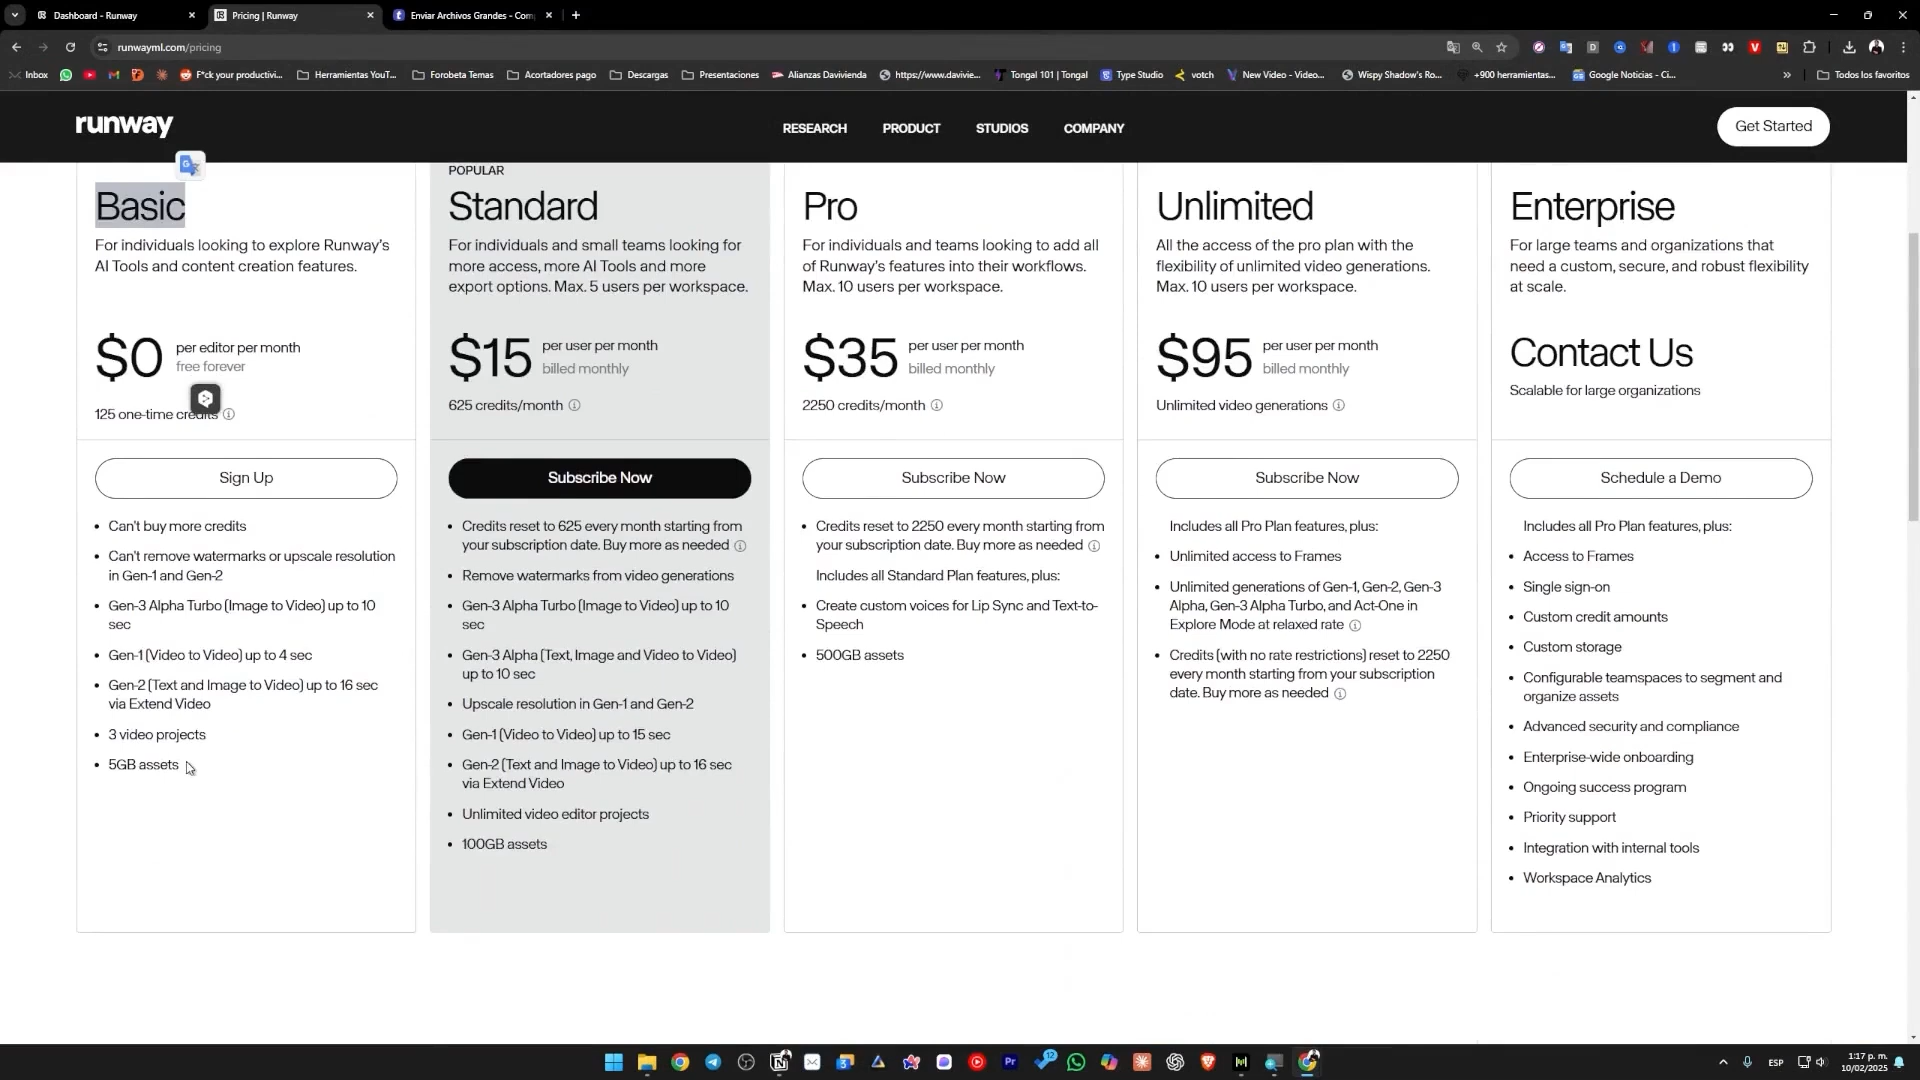 Dashboard - Runway
Pricing | Runway
Enviar Archivos Grandes - Com
runwayml.com/pricing
Inbox
F*ck your productivi...
Herramientas YouT...
Forobeta Temas
Acortadores pago
Descargas
Presentaciones
Alianzas Davivienda
https://www.davivie...
Tongal 101 | Tongal
Type Studio
votch
New Video - Video...
Wispy Shadow's Ro...
+900 herramientas...
Google Noticias - Ci...
»
Todos los favoritos
runway
RESEARCH
PRODUCT
STUDIOS
COMPANY
Get Started
Basic
For individuals looking to explore Runway's
AI Tools and content creation features.
$0
per editor per month
free forever
125 one-time credits
Sign Up
• Can't buy more credits
• Can't remove watermarks or upscale resolution
in Gen-1 and Gen-2
• Gen-3 Alpha Turbo (Image to Video) up to 10
sec
• Gen-1 (Video to Video) up to 4 sec
• Gen-2 (Text and Image to Video) up to 16 sec
via Extend Video
• 3 video projects
• 5GB assets
POPULAR
Standard
For individuals and small teams looking for
more access, more AI Tools and more
export options. Max. 5 users per workspace.
$15
per user per month
billed monthly
625 credits/month
Subscribe Now
• Credits reset to 625 every month starting from
your subscription date. Buy more as needed
• Remove watermarks from video generations
• Gen-3 Alpha Turbo (Image to Video) up to 10
sec
• Gen-3 Alpha (Text, Image and Video to Video)
up to 10 sec
• Upscale resolution in Gen-1 and Gen-2
• Gen-1 (Video to Video) up to 15 sec
• Gen-2 (Text and Image to Video) up to 16 sec
via Extend Video
• Unlimited video editor projects
• 100GB assets
Pro
For individuals and teams looking to add all
of Runway's features into their workflows.
Max. 10 users per workspace.
$35
per user per month
billed monthly
2250 credits/month
Subscribe Now
• Credits reset to 2250 every month starting from
your subscription date. Buy more as needed
Includes all Standard Plan features, plus:
• Create custom voices for Lip Sync and Text-to-
Speech
• 500GB assets
Unlimited
All the access of the pro plan with the
flexibility of unlimited video generations.
Max. 10 users per workspace.
$95
per user per month
billed monthly
Unlimited video generations
Subscribe Now
Includes all Pro Plan features, plus:
• Unlimited access to Frames
• Unlimited generations of Gen-1, Gen-2, Gen-3
Alpha, Gen-3 Alpha Turbo, and Act-One in
Explore Mode at relaxed rate
• Credits (with no rate restrictions) reset to 2250
every month starting from your subscription
date. Buy more as needed
Enterprise
For large teams and organizations that
need a custom, secure, and robust flexibility
at scale.
Contact Us
Scalable for large organizations
Schedule a Demo
Includes all Pro Plan features, plus:
• Access to Frames
• Single sign-on
• Custom credit amounts
• Custom storage
• Configurable teamspaces to segment and
organize assets
• Advanced security and compliance
• Enterprise-wide onboarding
• Ongoing success program
• Priority support
• Integration with internal tools
• Workspace Analytics
12
ESP
1:17 p. m.
10/02/2025